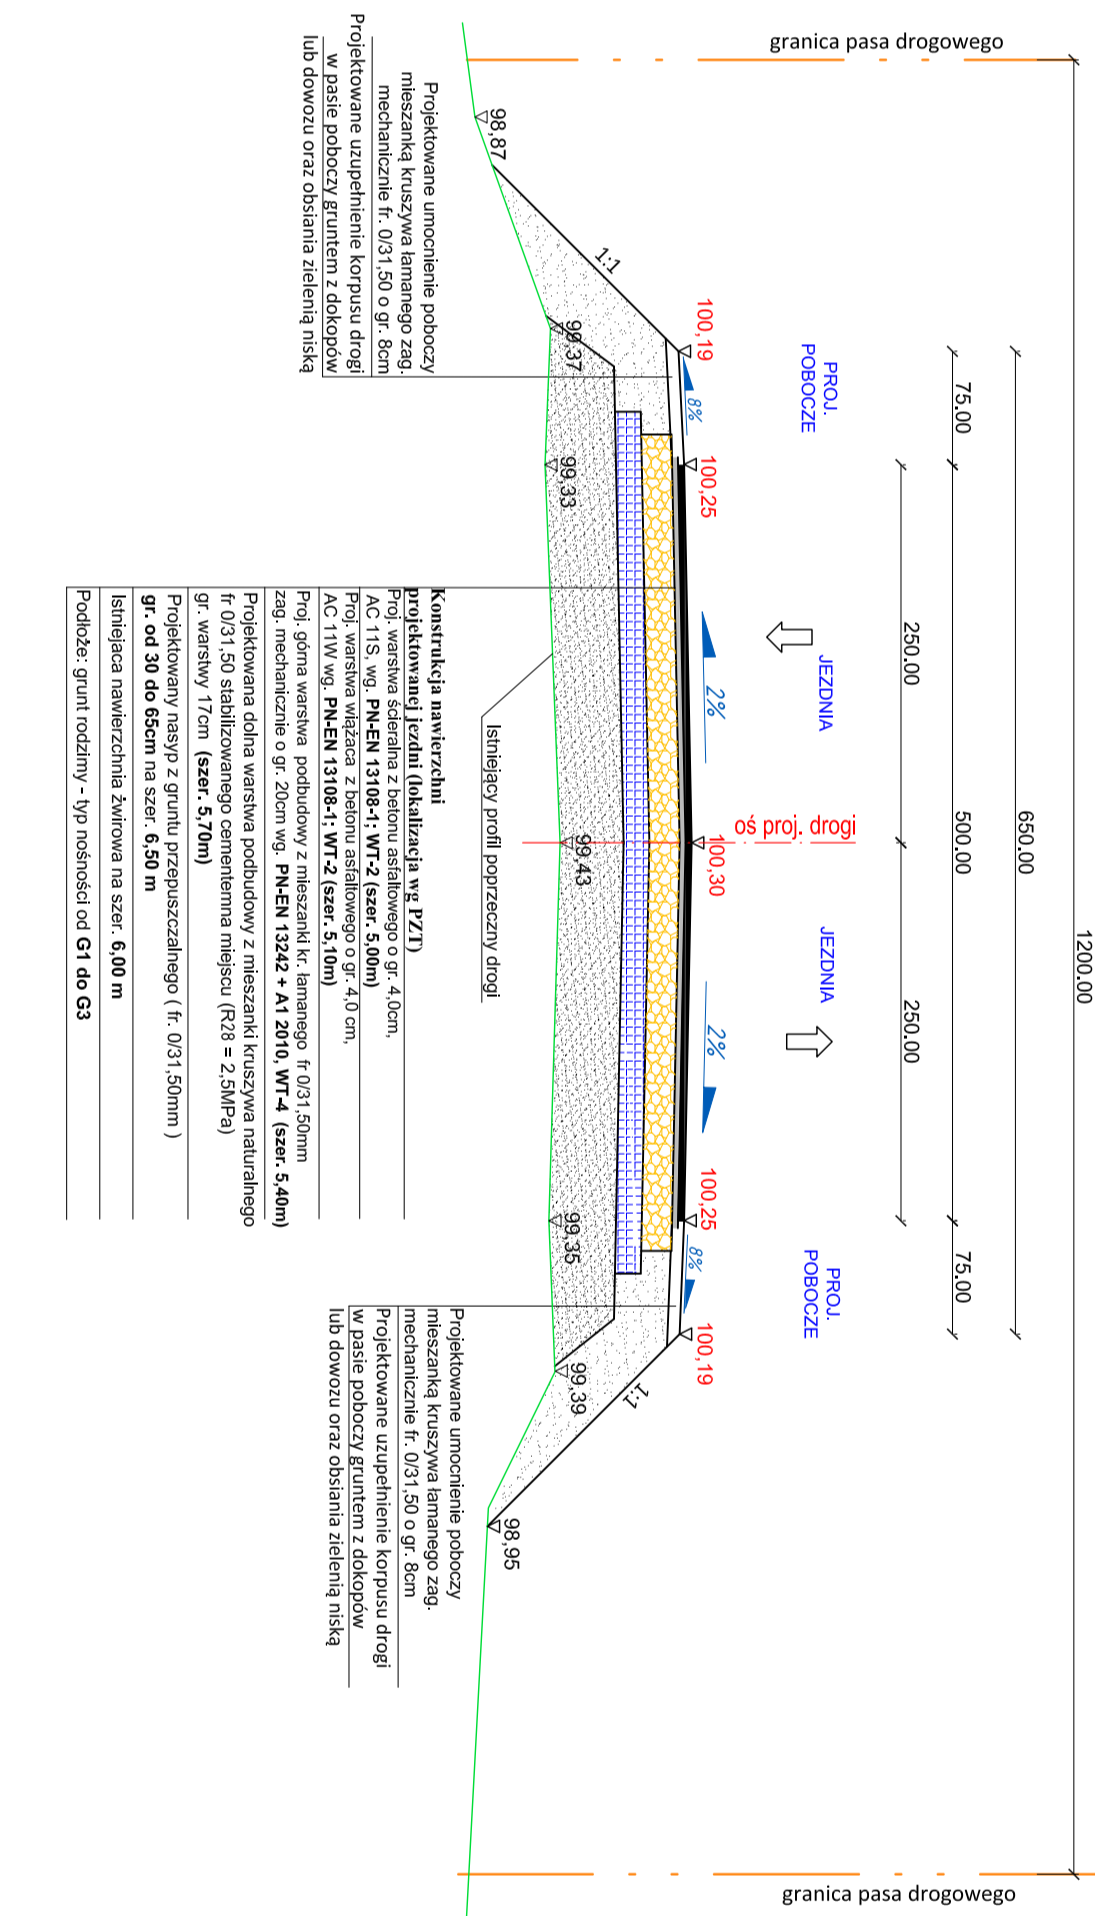 granica pasa drogowego
1200.00
650.00
75.00
500.00
75.00
250.00
250.00
PROJ.
POBOCZE
JEZDNIA
oś proj. drogi
JEZDNIA
PROJ.
POBOCZE
100,19
8%
100,25
2%
100,30
2%
100,25
8%
100,19
1:1
1:1
98,87
99,37
99,33
99,43
99,35
99,39
98,95
Projektowane umocnienie poboczy
mieszanką kruszywa łamanego zag.
mechanicznie fr. 0/31,50 o gr. 8cm
Projektowane uzupełnienie korpusu drogi
w pasie poboczy gruntem z dokopów
lub dowozu oraz obsiania zielenią niską
Istniejący profil poprzeczny drogi
Konstrukcja nawierzchni
projektowanej jezdni (lokalizacja wg PZT)
Proj. warstwa ścieralna z betonu asfaltowego o gr. 4,0cm,
AC 11S, wg. PN-EN 13108-1; WT-2 (szer. 5,00m)
Proj. warstwa wiążaca z betonu asfaltowego o gr. 4,0 cm,
AC 11W wg. PN-EN 13108-1; WT-2 (szer. 5,10m)
Proj. górna warstwa podbudowy z mieszanki kr. łamanego fr 0/31,50mm
zag. mechanicznie o gr. 20cm wg. PN-EN 13242 + A1 2010, WT-4 (szer. 5,40m)
Projektowana dolna warstwa podbudowy z mieszanki kruszywa naturalnego
fr 0/31,50 stabilizowanego cementemna miejscu (R28 = 2,5MPa)
gr. warstwy 17cm (szer. 5,70m)
Projektowany nasyp z gruntu przepuszczalnego ( fr. 0/31,50mm )
gr. od 30 do 65cm na szer. 6,50 m
Istniejaca nawierzchnia żwirowa na szer. 6,00 m
Podłoże: grunt rodzimy - typ nośności od G1 do G3
Projektowane umocnienie poboczy
mieszanką kruszywa łamanego zag.
mechanicznie fr. 0/31,50 o gr. 8cm
Projektowane uzupełnienie korpusu drogi
w pasie poboczy gruntem z dokopów
lub dowozu oraz obsiania zielenią niską
granica pasa drogowego